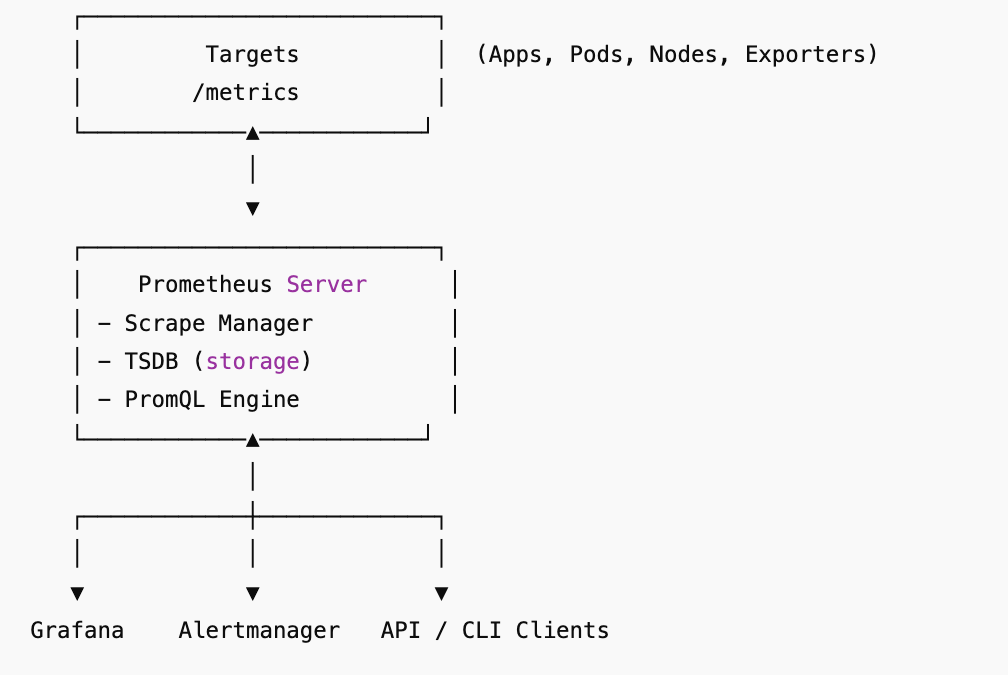 Targets (Apps, Pods, Nodes, Exporters)
/metrics
Prometheus Server
- Scrape Manager
- TSDB (storage)
- PromQL Engine
Grafana Alertmanager API / CLI Clients